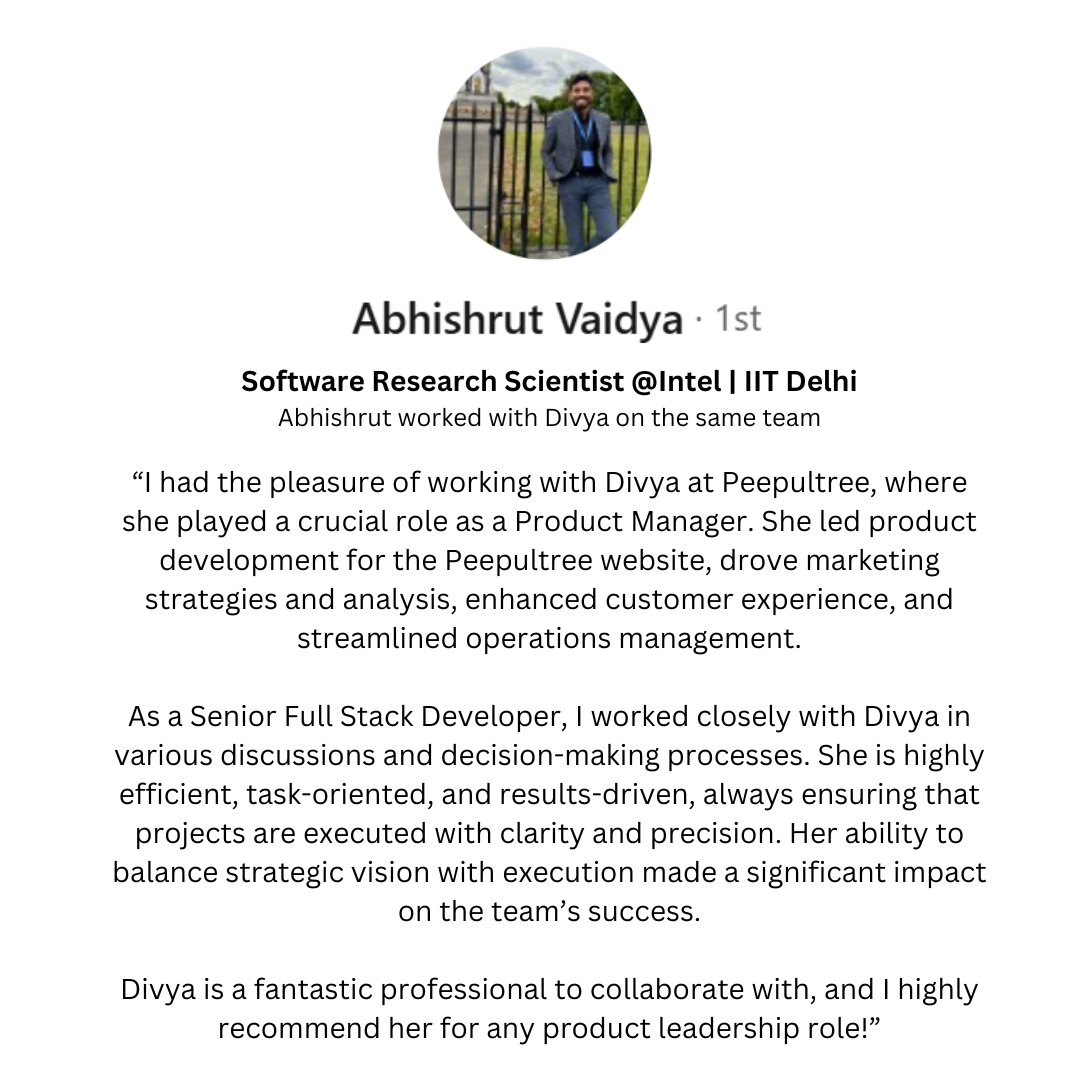 Abhishrut Vaidya · 1st
Software Research Scientist @Intel | IIT Delhi
Abhishrut worked with Divya on the same team
“I had the pleasure of working with Divya at Peepultree, where
she played a crucial role as a Product Manager. She led product
development for the Peepultree website, drove marketing
strategies and analysis, enhanced customer experience, and
streamlined operations management.
As a Senior Full Stack Developer, I worked closely with Divya in
various discussions and decision-making processes. She is highly
efficient, task-oriented, and results-driven, always ensuring that
projects are executed with clarity and precision. Her ability to
balance strategic vision with execution made a significant impact
on the team’s success.
Divya is a fantastic professional to collaborate with, and I highly
recommend her for any product leadership role!”